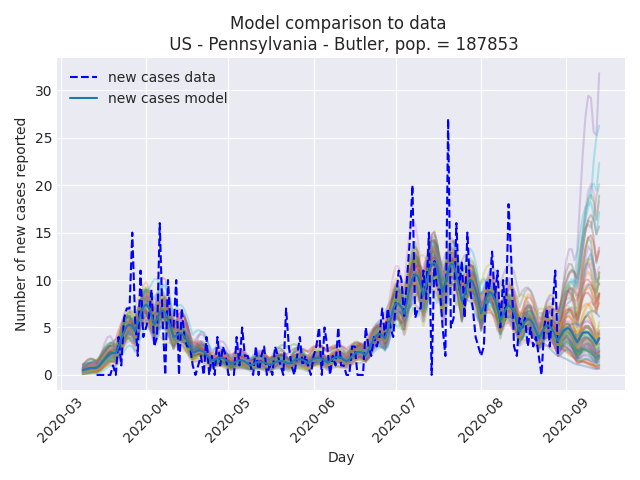 Model comparison to data
US - Pennsylvania - Butler, pop. = 187853
new cases data
new cases model
Number of new cases reported
30
25
20
15
10
5
0
2020-03
2020-04
2020-05
2020-06
2020-07
2020-08
2020-09
Day